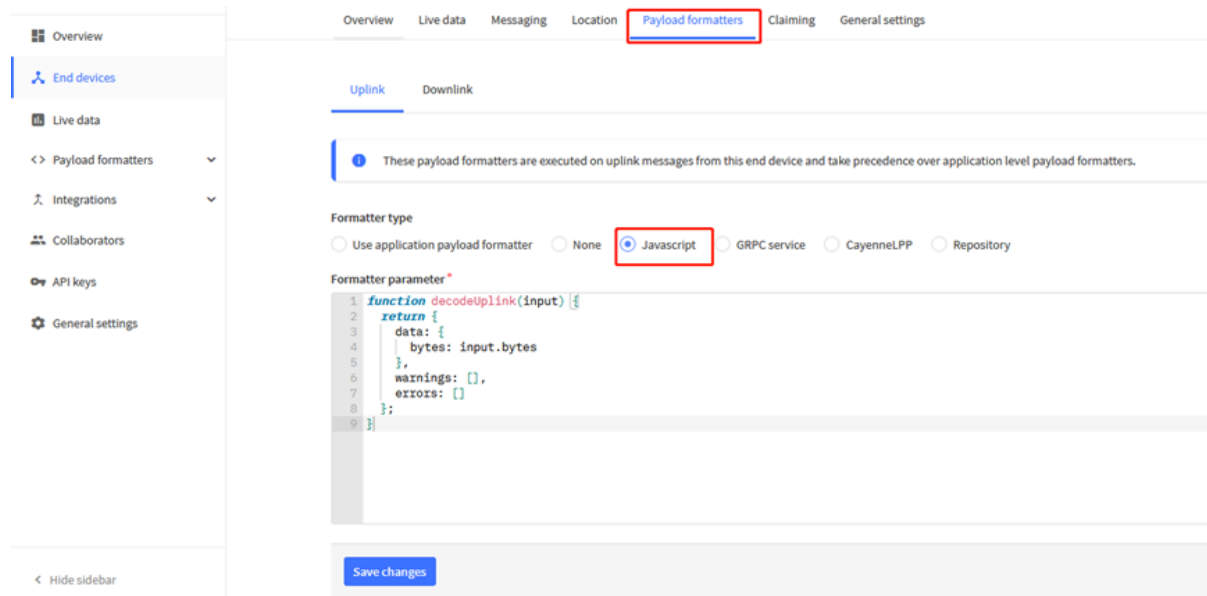 Overview Live data Messaging Location Payload formatters Claiming General settings
Overview
End devices
Live data
Payload formatters
Integrations
Collaborators
API keys
General settings
Hide sidebar
Uplink Downlink
These payload formatters are executed on uplink messages from this end device and take precedence over application level payload formatters.
Formatter type
Use application payload formatter None Javascript GRPC service CayenneLPP Repository
Formatter parameter*
1 function decodeUplink(input) {
2 return {
3 data: {
4 bytes: input.bytes
5 },
6 warnings: [],
7 errors: []
8 };
9 }
Save changes